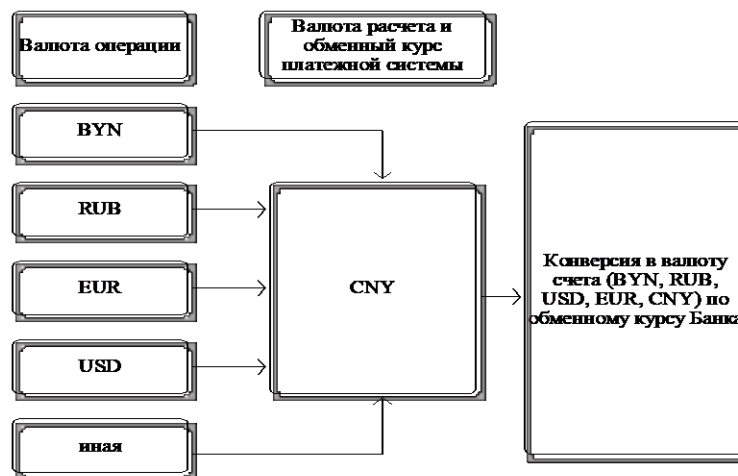 Валюта операции
Валюта расчета и
обменный курс
платежной системы
BYN
RUB
EUR
USD
иная
CNY
Конверсия в валюту
счета (BYN, RUB,
USD, EUR, CNY) по
обменному курсу Банка